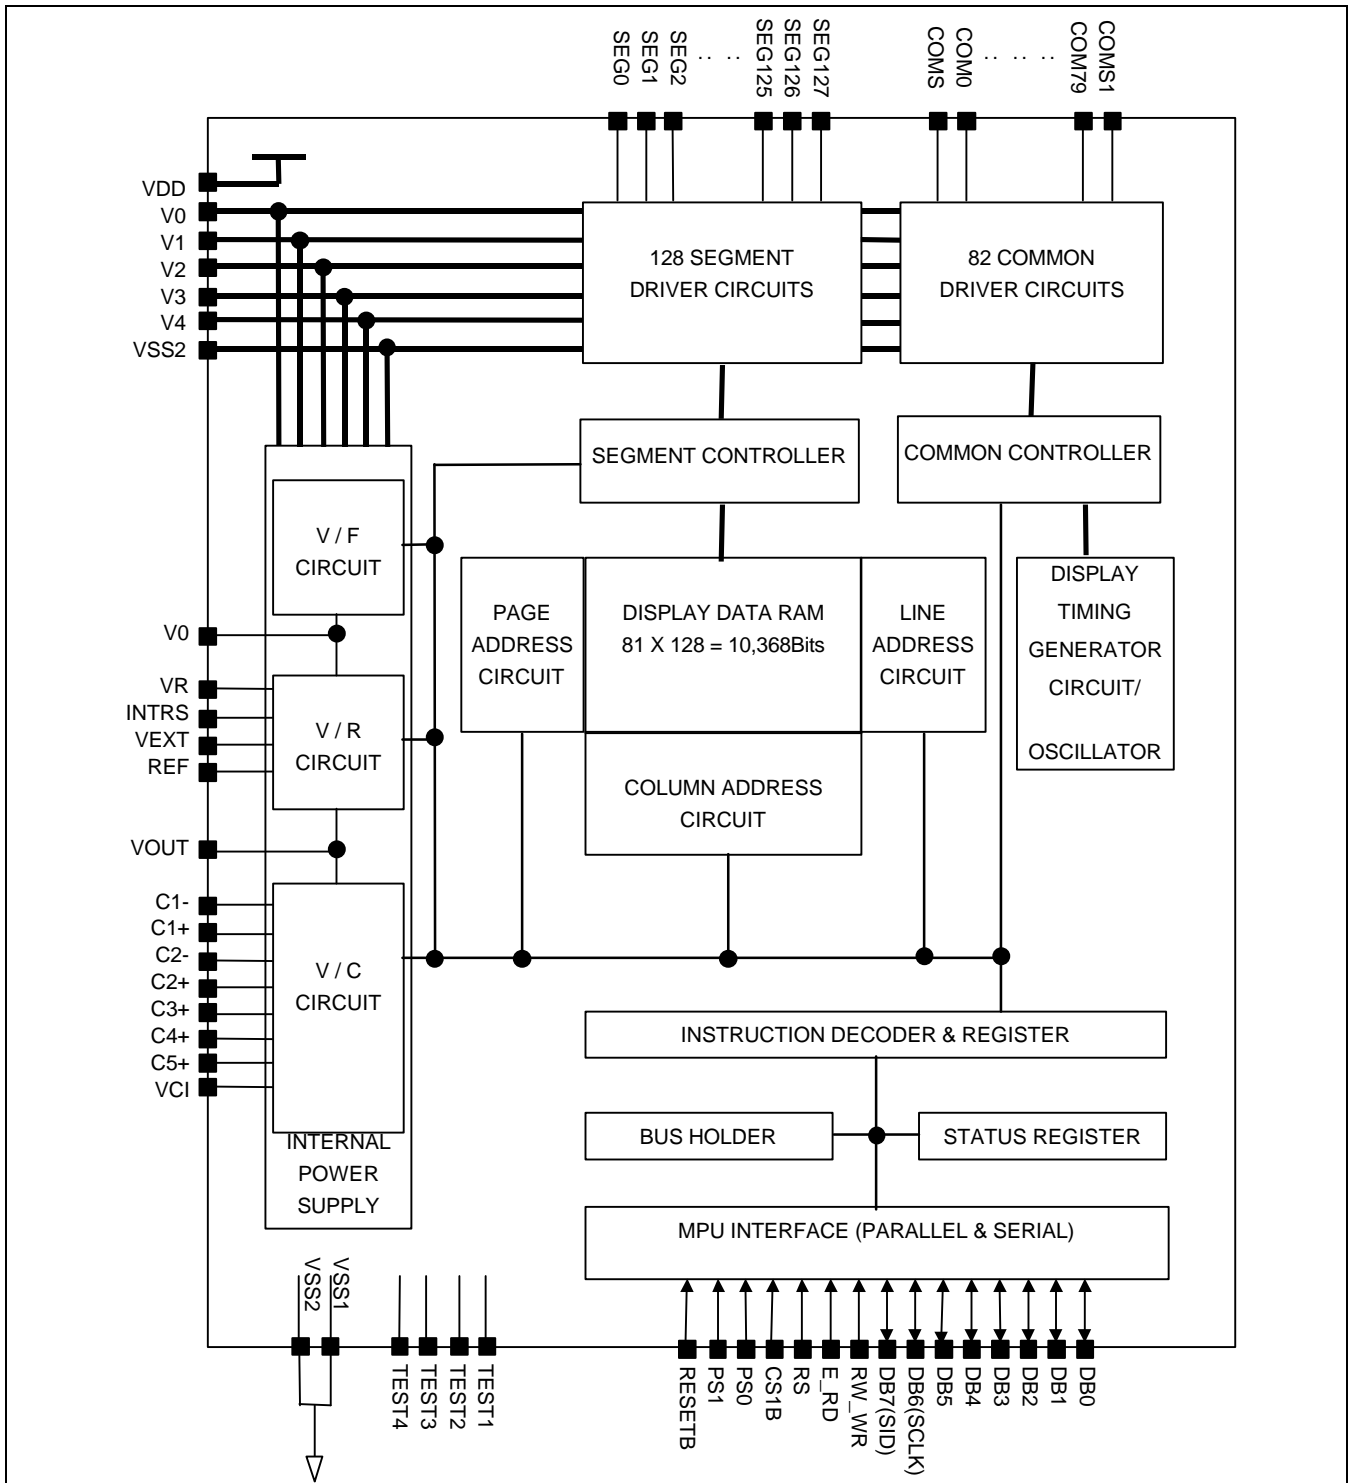 SEG0
SEG1
SEG2
.. ..
SEG125
SEG126
SEG127
COMS
COM0
.. .. ..
COM79
COMS1
VDD
V0
V1
V2
V3
V4
VSS2
128 SEGMENT
DRIVER CIRCUITS
82 COMMON
DRIVER CIRCUITS
SEGMENT CONTROLLER
COMMON CONTROLLER
V / F
CIRCUIT
PAGE
ADDRESS
CIRCUIT
DISPLAY DATA RAM
81 X 128 = 10,368Bits
LINE
ADDRESS
CIRCUIT
DISPLAY
TIMING
GENERATOR
CIRCUIT/
OSCILLATOR
V0
VR
INTRS
VEXT
REF
V / R
CIRCUIT
COLUMN ADDRESS
CIRCUIT
VOUT
C1-
C1+
C2-
C2+
C3+
C4+
C5+
VCI
V / C
CIRCUIT
INSTRUCTION DECODER & REGISTER
BUS HOLDER
STATUS REGISTER
INTERNAL
POWER
SUPPLY
MPU INTERFACE (PARALLEL & SERIAL)
VSS2
VSS1
TEST4
TEST3
TEST2
TEST1
RESETB
PS1
PS0
CS1B
RS
E_RD
RW_WR
DB7(SID)
DB6(SCLK)
DB5
DB4
DB3
DB2
DB1
DB0